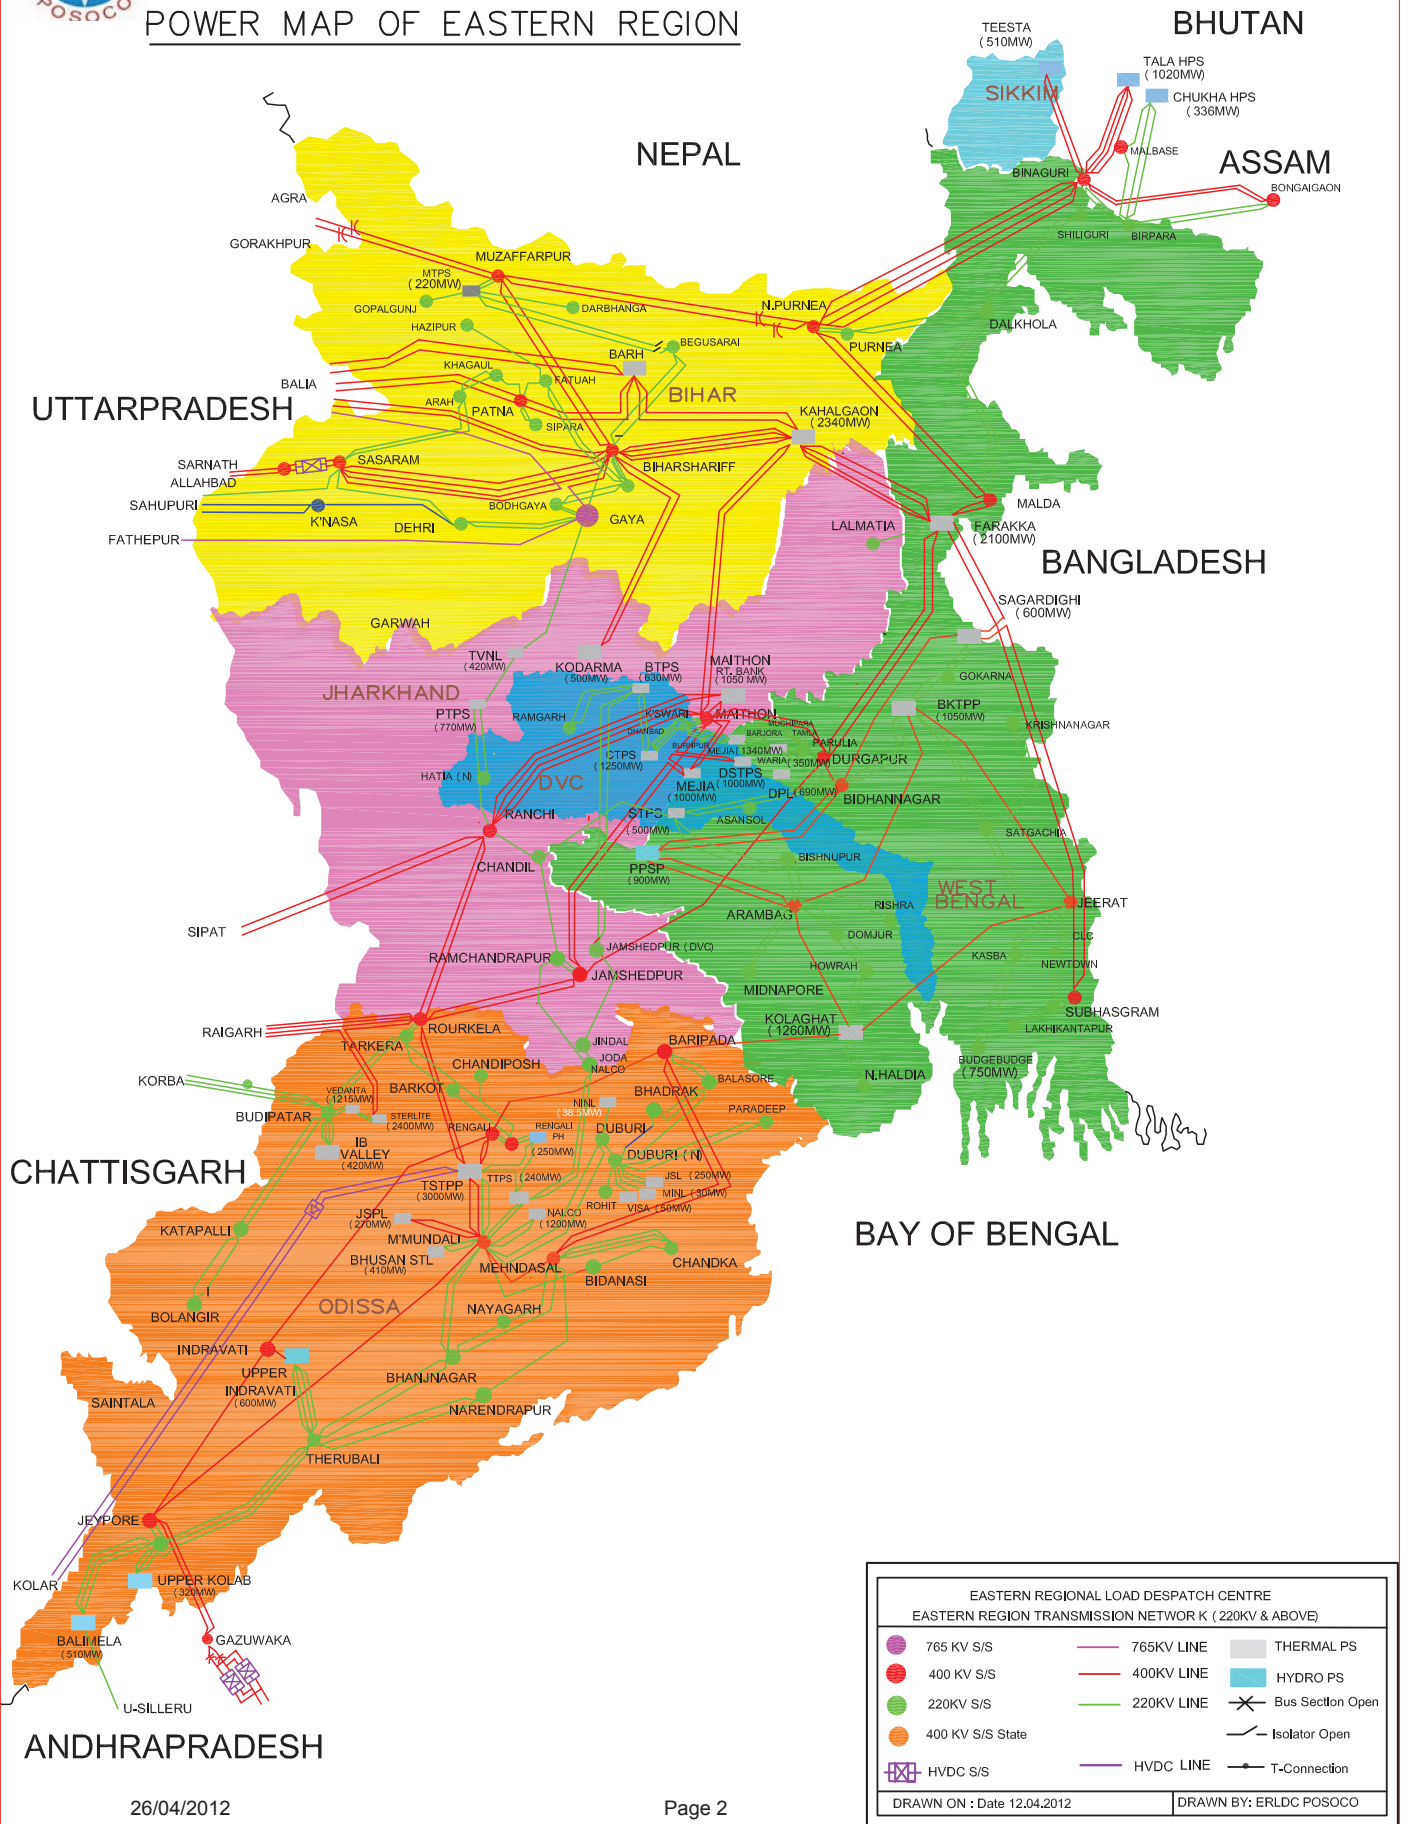 POSOCO
POWER MAP OF EASTERN REGION
BHUTAN
TEESTA
( 510MW)
TALA HPS
( 1020MW)
SIKKIM
CHUKHA HPS
( 336MW)
NEPAL
MALBASE
ASSAM
BINAGURI
BONGAIGAON
AGRA
SHILIGURI
BIRPARA
GORAKHPUR
MUZAFFARPUR
MTPS
( 220MW)
GOPALGUNJ
DARBHANGA
N.PURNEA
HAZIPUR
DALKHOLA
BEGUSARAI
PURNEA
BARH
KHAGAUL
FATUAH
BALIA
BIHAR
UTTARPRADESH
ARAH
PATNA
KAHALGAON
( 2340MW)
SIPARA
SARNATH
SASARAM
BIHARSHARIFF
ALLAHBAD
SAHUPURI
BODHGAYA
MALDA
K'NASA
DEHRI
GAYA
LALMATIA
FARAKKA
( 2100MW)
FATHEPUR
BANGLADESH
SAGARDIGHI
( 600MW)
GARWAH
TVNL
( 420MW)
KODARMA
(500MW)
BTPS
( 630MW)
MAITHON
RT. BANK
(1050 MW)
GOKARNA
JHARKHAND
PTPS
( 770MW)
RAMGARH
K'SWARI
MAITHON
BKTPP
( 1050MW)
KRISHNANAGAR
DHANBAD
MUCHIPARA
BARJORA
TAMLA
PARULIA
BURNPUR
MEJIA
( 1340MW)
CTPS
( 1250MW)
WARIA
( 350MW)
DURGAPUR
HATIA ( N)
DVC
MEJIA
(1000MW)
DSTPS
(1000MW)
DPL
( 690MW)
BIDHANNAGAR
RANCHI
STPS
(500MW)
ASANSOL
SATGACHIA
CHANDIL
PPSP
( 900MW)
BISHNUPUR
WEST
BENGAL
ARAMBAG
RISHRA
JEERAT
SIPAT
DOMJUR
CLC
RAMCHANDRAPUR
JAMSHEDPUR ( DVC)
KASBA
HOWRAH
NEWTOWN
JAMSHEDPUR
MIDNAPORE
RAIGARH
ROURKELA
KOLAGHAT
( 1260MW)
SUBHASGRAM
LAKHIKANTAPUR
TARKERA
JINDAL
BARIPADA
CHANDIPOSH
JODA
NALCO
BUDGEBUDGE
( 750MW)
KORBA
VEDANTA
( 1215MW)
BARKOT
BHADRAK
BALASORE
N.HALDIA
BUDIPATAR
STERLITE
( 2400MW)
NINL
( 38.5MW)
PARADEEP
RENGALI
RENGALI
PH
(250MW)
DUBURI
IB
VALLEY
(420MW)
DUBURI ( N)
CHATTISGARH
TSTPP
( 3000MW)
TTPS
( 240MW)
JSL ( 250MW)
MINL ( 30MW)
ROHIT
VISA ( 50MW)
JSPL
( 270MW)
NALCO
( 1200MW)
KATAPALLI
M'MUNDALI
BAY OF BENGAL
BHUSAN STL
( 410MW)
MEHNDASAL
CHANDKA
BIDANASI
BOLANGIR
ODISSA
NAYAGARH
INDRAVATI
UPPER
INDRAVATI
( 600MW)
BHANJNAGAR
SAINTALA
NARENDRAPUR
THERUBALI
JEYPORE
KOLAR
UPPER KOLAB
( 320MW)
BALIMELA
( 510MW)
GAZUWAKA
U-SILLERU
ANDHRAPRADESH
EASTERN REGIONAL LOAD DESPATCH CENTRE
EASTERN REGION TRANSMISSION NETWOR K ( 220KV & ABOVE)
765 KV S/S
765KV LINE
THERMAL PS
400 KV S/S
400KV LINE
HYDRO PS
220KV S/S
220KV LINE
Bus Section Open
400 KV S/S State
Isolator Open
HVDC S/S
HVDC LINE
T-Connection
DRAWN ON : Date 12.04.2012
DRAWN BY: ERLDC POSOCO
26/04/2012
Page 2